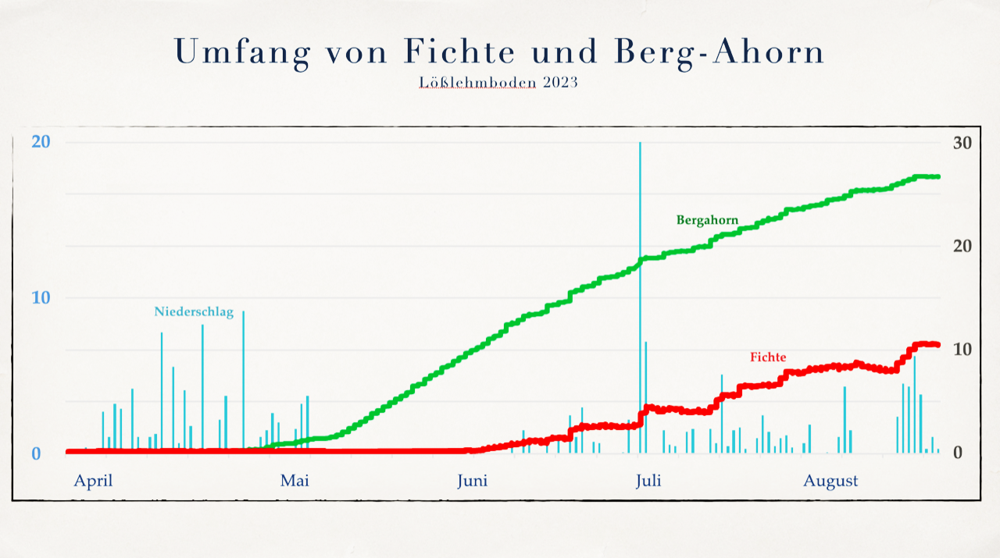 Umfang von Fichte und Berg-Ahorn
Lößlehmboden 2023
20
30
Bergahorn
20
10
Niederschlag
Fichte
10
0
0
April Mai Juni Juli August